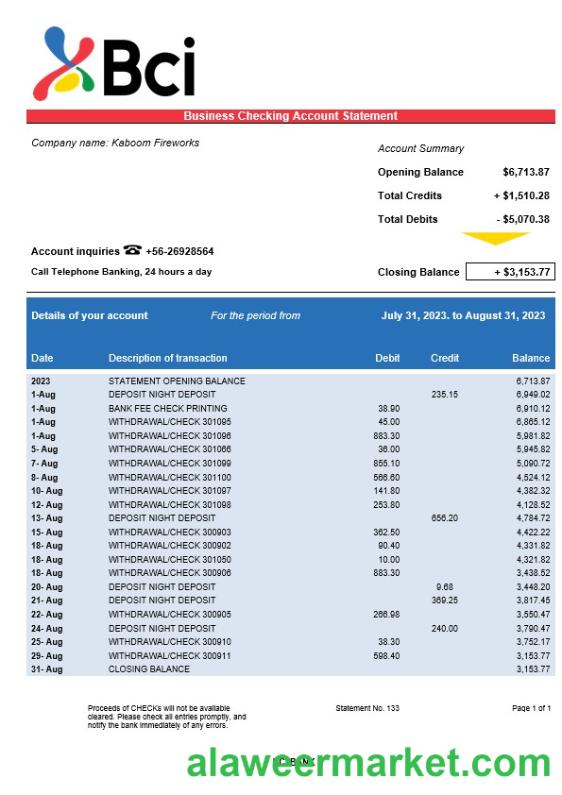 Bci
Business Checking Account Statement
Company name: Kaboom Fireworks
Account Summary
Opening Balance $6,713.87
Total Credits + $1,510.28
Total Debits - $5,070.38
Account inquiries ☎ +56-26928564
Call Telephone Banking, 24 hours a day
Closing Balance + $3,153.77
Details of your account For the period from July 31, 2023. to August 31, 2023
Date Description of transaction Debit Credit Balance
2023 STATEMENT OPENING BALANCE 6,713.87
1-Aug DEPOSIT NIGHT DEPOSIT 235.15 6,949.02
1-Aug BANK FEE CHECK PRINTING 38.90 6,910.12
1-Aug WITHDRAWAL/CHECK 301095 45.00 6,865.12
1-Aug WITHDRAWAL/CHECK 301096 883.30 5,981.82
5- Aug WITHDRAWAL/CHECK 301066 36.00 5,945.82
7- Aug WITHDRAWAL/CHECK 301099 855.10 5,090.72
8- Aug WITHDRAWAL/CHECK 301100 566.60 4,524.12
10- Aug WITHDRAWAL/CHECK 301097 141.80 4,382.32
12- Aug WITHDRAWAL/CHECK 301098 253.80 4,128.52
13- Aug DEPOSIT NIGHT DEPOSIT 656.20 4,784.72
15- Aug WITHDRAWAL/CHECK 300903 362.50 4,422.22
18- Aug WITHDRAWAL/CHECK 300902 90.40 4,331.82
18- Aug WITHDRAWAL/CHECK 301050 10.00 4,321.82
18- Aug WITHDRAWAL/CHECK 300906 883.30 3,438.52
20- Aug DEPOSIT NIGHT DEPOSIT 9.68 3,448.20
21- Aug DEPOSIT NIGHT DEPOSIT 369.25 3,817.45
22- Aug WITHDRAWAL/CHECK 300905 266.98 3,550.47
24- Aug DEPOSIT NIGHT DEPOSIT 240.00 3,790.47
25- Aug WITHDRAWAL/CHECK 300910 38.30 3,752.17
29- Aug WITHDRAWAL/CHECK 300911 598.40 3,153.77
31- Aug CLOSING BALANCE 3,153.77
Proceeds of CHECKs will not be available Statement No. 133 Page 1 of 1
cleared. Please check all entries promptly, and
notify the bank immediately of any errors.
alaweermarket.com